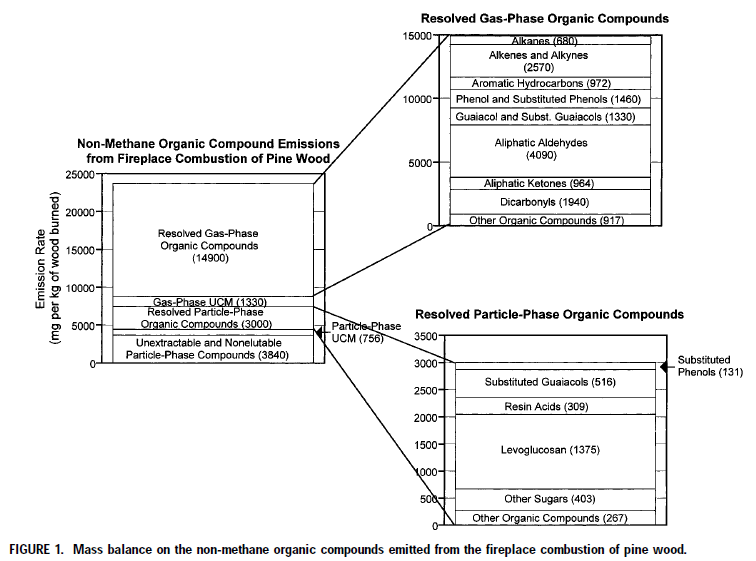 Resolved Gas-Phase Organic Compounds
15000
10000
5000
0
Alkanes (680)
Alkenes and Alkynes
(2570)
Aromatic Hydrocarbons (972)
Phenol and Substituted Phenols (1460)
Guaiacol and Subst. Guaiacols (1330)
Aliphatic Aldehydes
(4090)
Aliphatic Ketones (964)
Dicarbonyls (1940)
Other Organic Compounds (917)
Non-Methane Organic Compound Emissions
from Fireplace Combustion of Pine Wood
Emission Rate
(mg per kg of wood burned)
25000
20000
15000
10000
5000
0
Resolved Gas-Phase
Organic Compounds
(14900)
Gas-Phase UCM (1330)
Resolved Particle-Phase
Organic Compounds (3000)
Particle-Phase
UCM (756)
Unextractable and Nonelutable
Particle-Phase Compounds (3840)
Resolved Particle-Phase Organic Compounds
3500
3000
2500
2000
1500
1000
500
0
Substituted
Phenols (131)
Substituted Guaiacols (516)
Resin Acids (309)
Levoglucosan (1375)
Other Sugars (403)
Other Organic Compounds (267)
FIGURE 1. Mass balance on the non-methane organic compounds emitted from the fireplace combustion of pine wood.